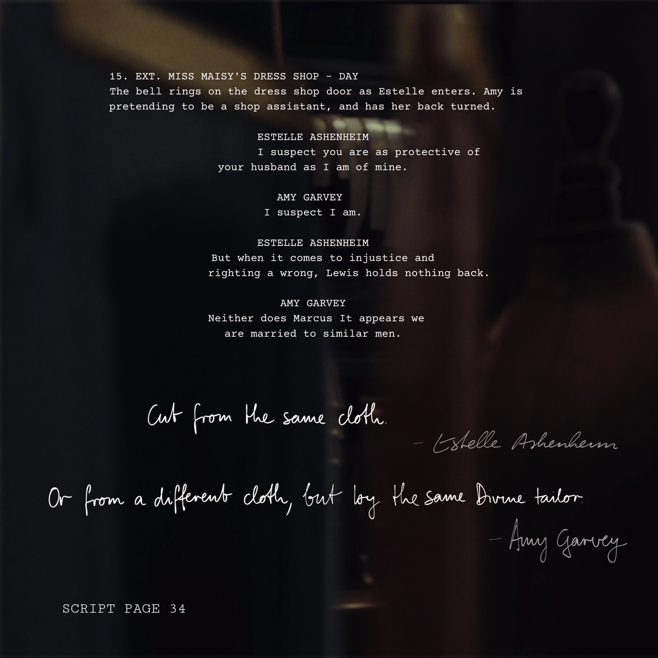 15. EXT. MISS MAISY'S DRESS SHOP - DAY
The bell rings on the dress shop door as Estelle enters. Amy is
pretending to be a shop assistant, and has her back turned.
ESTELLE ASHENHEIM
I suspect you are as protective of
your husband as I am of mine.
AMY GARVEY
I suspect I am.
ESTELLE ASHENHEIM
But when it comes to injustice and
righting a wrong, Lewis holds nothing back.
AMY GARVEY
Neither does Marcus It appears we
are married to similar men.
Cut from the same cloth.
- Estelle Ashenheim
Or from a different cloth, but by the same Divine tailor.
- Amy Garvey
SCRIPT PAGE 34